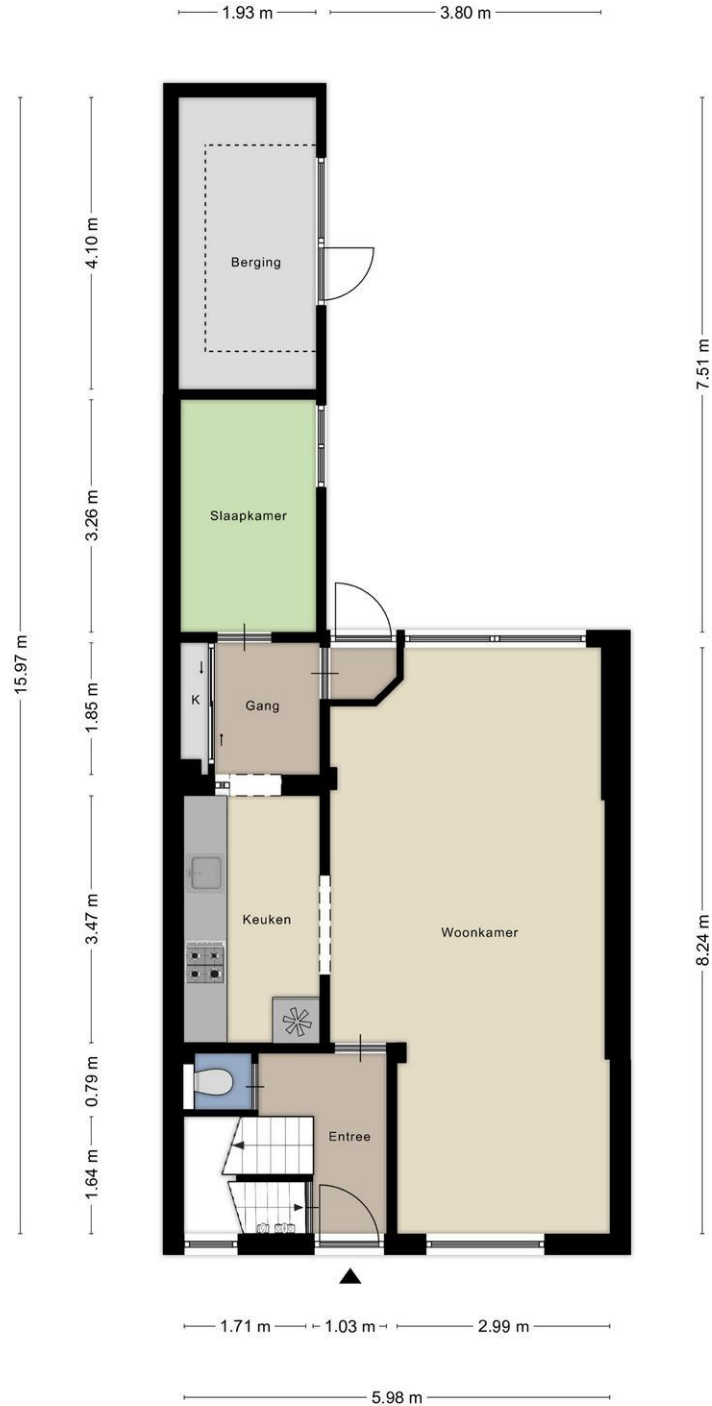 1.93 m
3.80 m
4.10 m
Berging
7.51 m
3.26 m
Slaapkamer
15.97 m
1.85 m
K
Gang
3.47 m
Keuken
Woonkamer
8.24 m
0.79 m
Entree
1.64 m
1.71 m
1.03 m
2.99 m
5.98 m